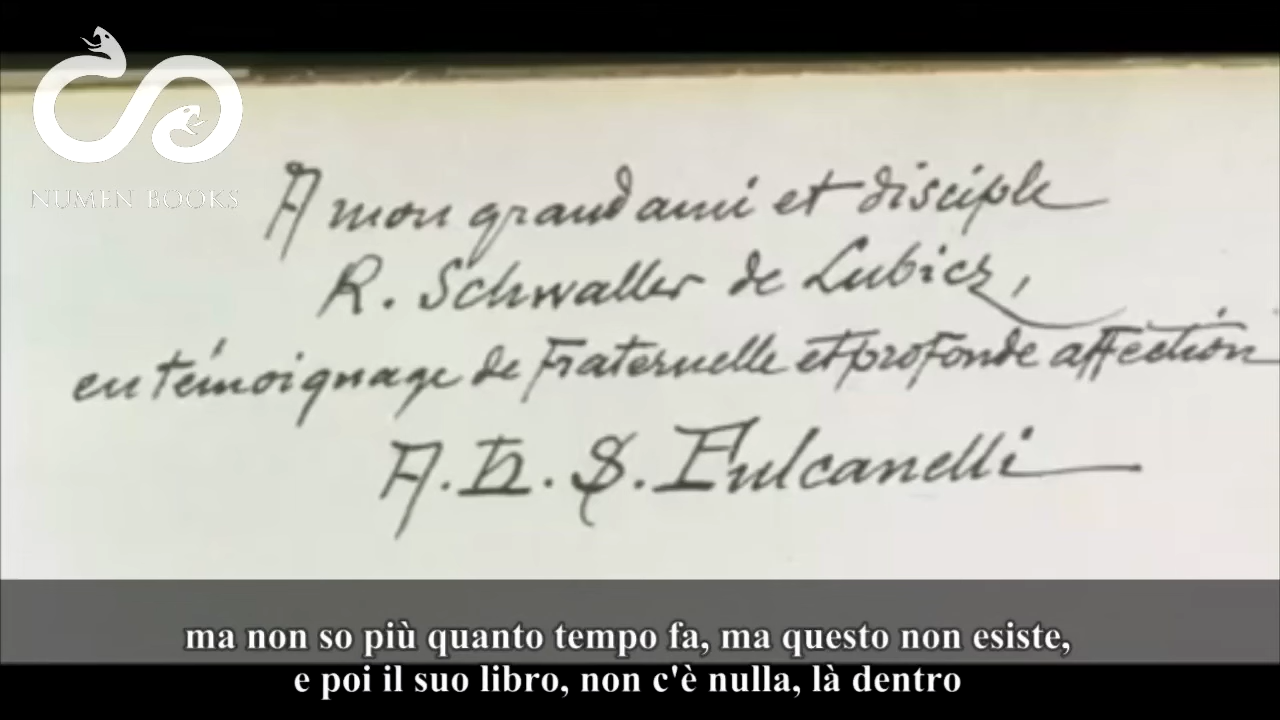 NUMEN BOOKS
A mon grand ami et disciple
R. Schwaller de Lubicz,
en témoignage de fraternelle et profonde affection
A.H.S. Fulcanelli
ma non so più quanto tempo fa, ma questo non esiste,
e poi il suo libro, non c'è nulla, là dentro